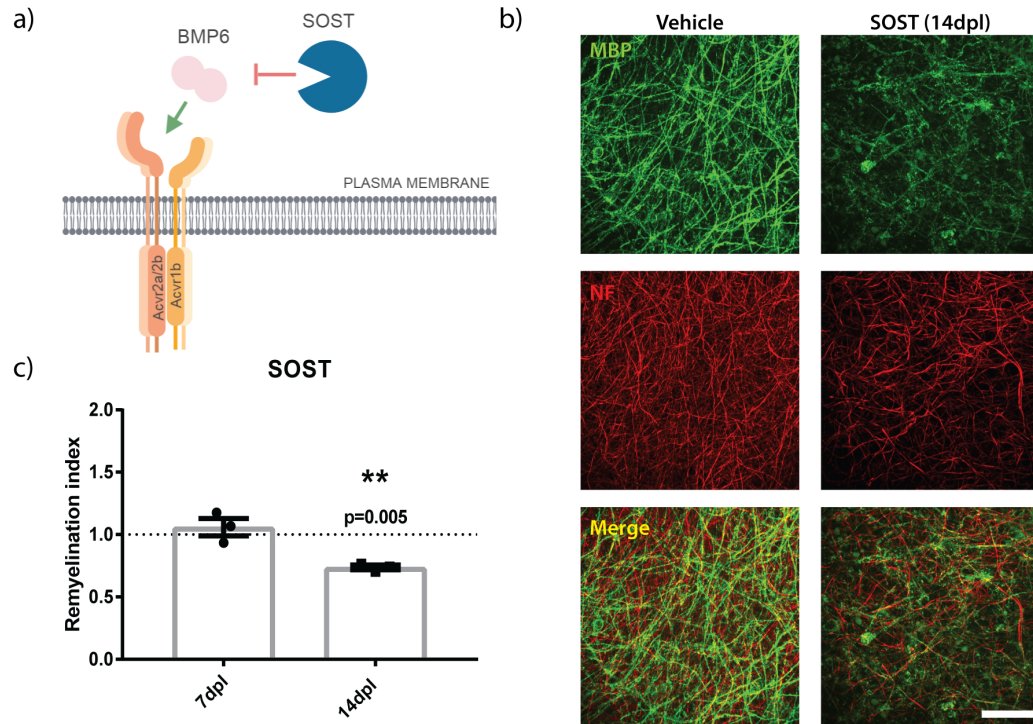 a)
SOST
BMP6
PLASMA MEMBRANE
Acvr2a/2b
Acvr1b
b)
Vehicle
SOST (14dpl)
MBP
NF
Merge
c)
SOST
Remyelination index
2.0
1.5
1.0
0.5
0.0
**
p=0.005
7dpl
14dpl